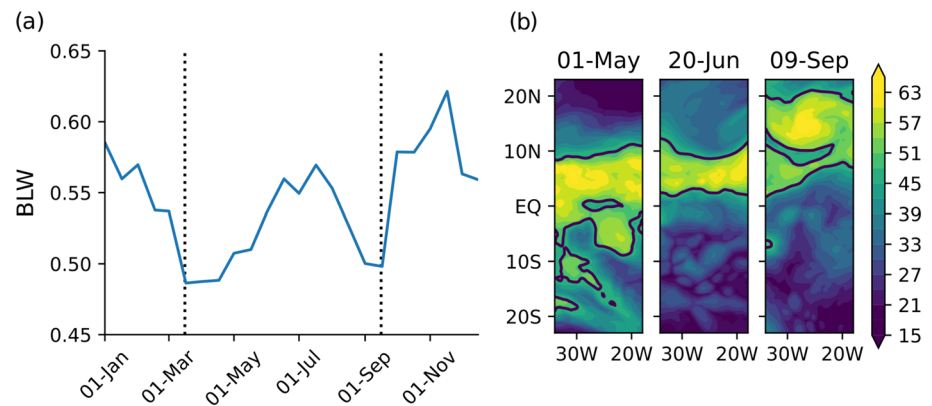 (a)
0.65
0.60
0.55
0.50
0.45
BLW
01-Jan
01-Mar
01-May
01-Jul
01-Sep
01-Nov
(b)
01-May
20-Jun
09-Sep
20N
10N
EQ
10S
20S
30W 20W
30W 20W
30W 20W
63
57
51
45
39
33
27
21
15